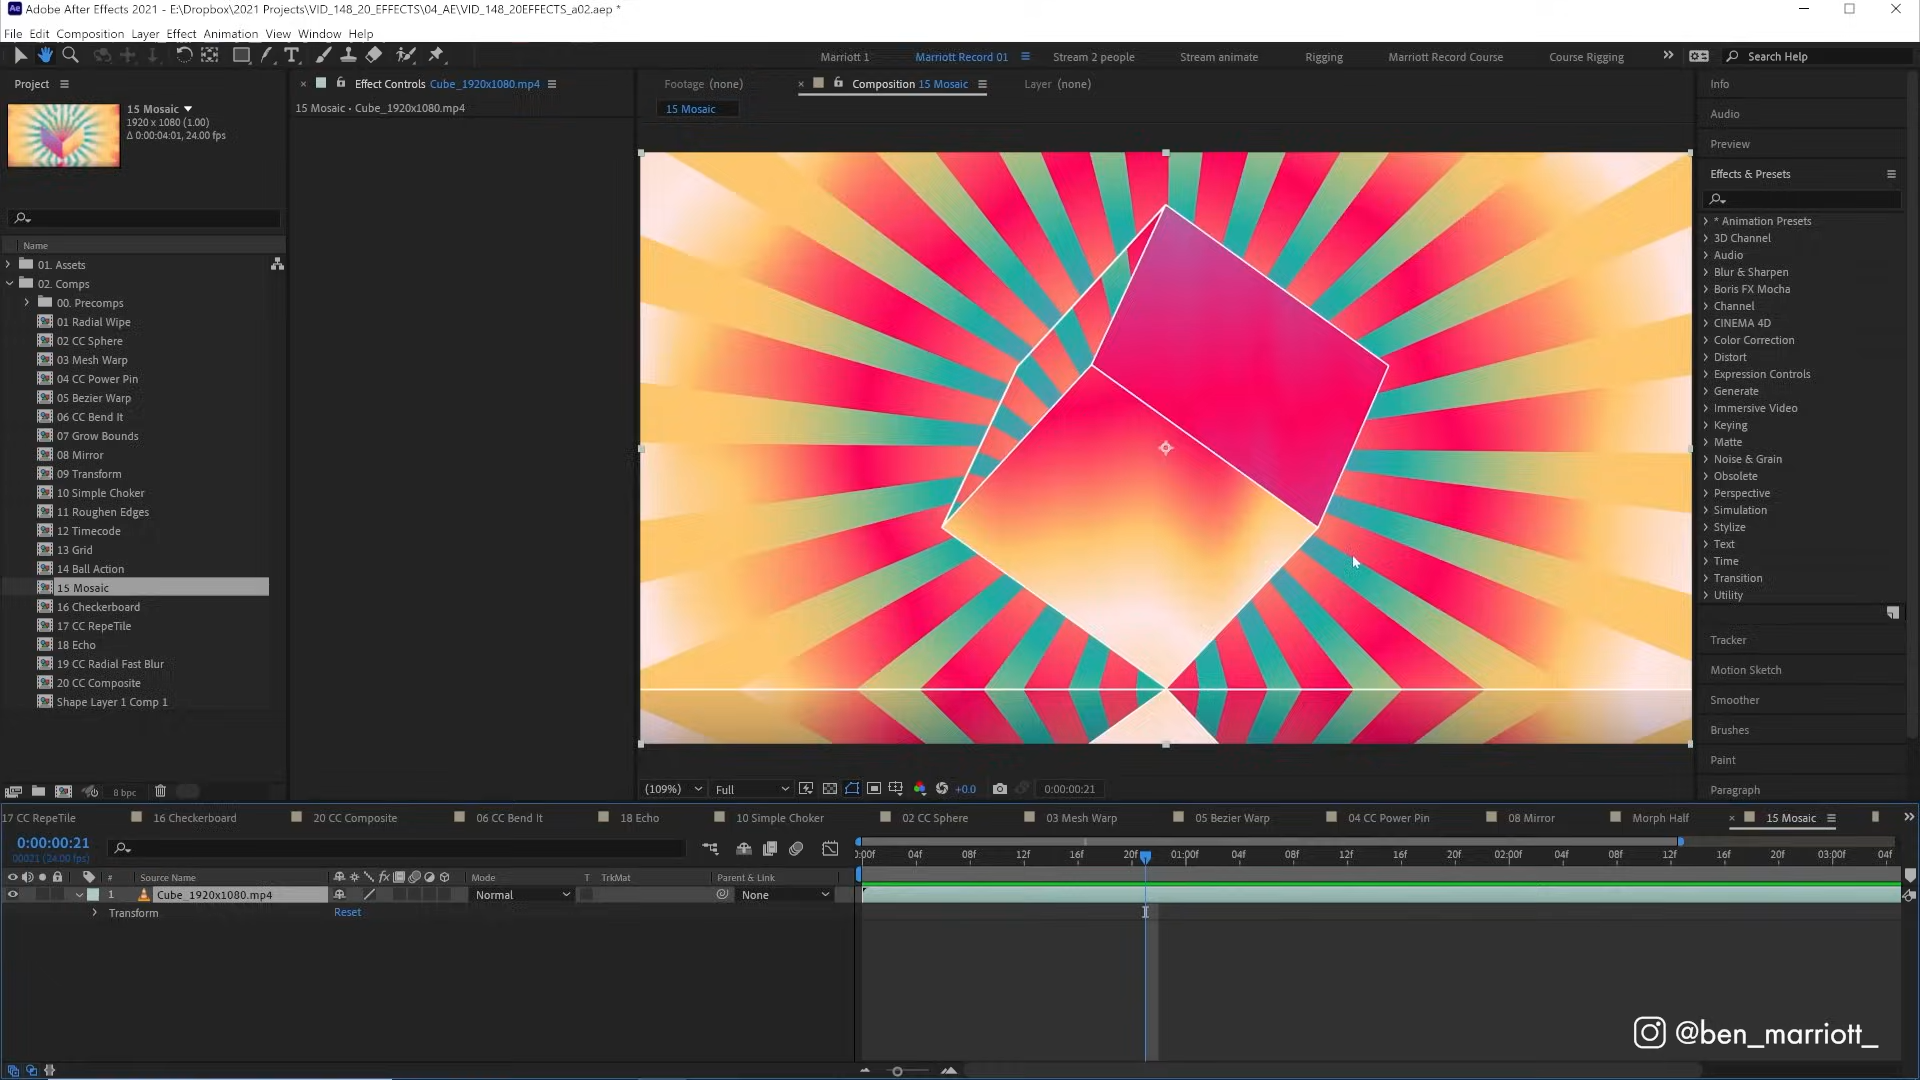 Adobe After Effects 2021 - E:\Dropbox\2021 Projects\VID_148_20_EFFECTS\04_AE\VID_148_20EFFECTS_a02.aep *
File Edit Composition Layer Effect Animation View Window Help
Marriott 1 Marriott Record 01 Stream 2 people Stream animate Rigging Marriott Record Course Course Rigging Search Help
Project
15 Mosaic
1920 x 1080 (1.00)
Δ 0:00:04:01, 24.00 fps
Name
01. Assets
02. Comps
00. Precomps
01 Radial Wipe
02 CC Sphere
03 Mesh Warp
04 CC Power Pin
05 Bezier Warp
06 CC Bend It
07 Grow Bounds
08 Mirror
09 Transform
10 Simple Choker
11 Roughen Edges
12 Timecode
13 Grid
14 Ball Action
15 Mosaic
16 Checkerboard
17 CC RepeTile
18 Echo
19 CC Radial Fast Blur
20 CC Composite
Shape Layer 1 Comp 1
8 bpc
Effect Controls Cube_1920x1080.mp4
15 Mosaic • Cube_1920x1080.mp4
Footage (none) Composition 15 Mosaic Layer (none)
15 Mosaic
(109%) Full +0.0 0:00:00:21
Info
Audio
Preview
Effects & Presets
* Animation Presets
3D Channel
Audio
Blur & Sharpen
Boris FX Mocha
Channel
CINEMA 4D
Color Correction
Distort
Expression Controls
Generate
Immersive Video
Keying
Matte
Noise & Grain
Obsolete
Perspective
Simulation
Stylize
Text
Time
Transition
Utility
Tracker
Motion Sketch
Smoother
Brushes
Paint
Paragraph
17 CC RepeTile 16 Checkerboard 20 CC Composite 06 CC Bend It 18 Echo 10 Simple Choker 02 CC Sphere 03 Mesh Warp 05 Bezier Warp 04 CC Power Pin 08 Mirror Morph Half 15 Mosaic
0:00:00:21
00021 (24.00 fps)
:00f 04f 08f 12f 16f 20f 01:00f 04f 08f 12f 16f 20f 02:00f 04f 08f 12f 16f 20f 03:00f 04f
# Source Name Mode T TrkMat Parent & Link
1 Cube_1920x1080.mp4 Normal None
Transform Reset
@ben_marriott_